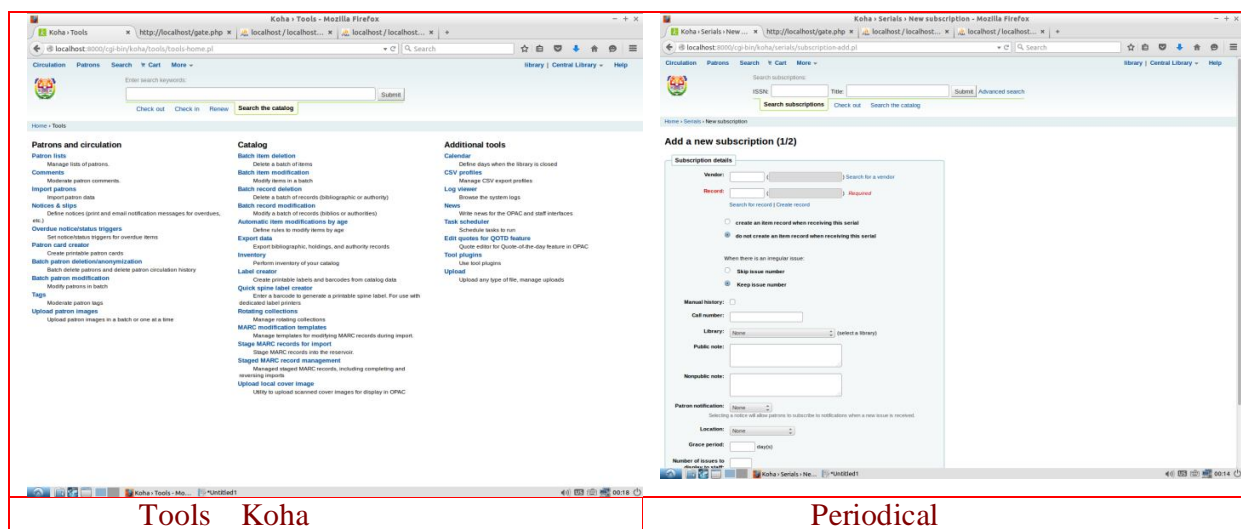 Koha › Tools - Mozilla Firefox
Koha › Tools × http://localhost/gate.php × localhost / localhost... × localhost / localhost... × +
localhost:8000/cgi-bin/koha/tools/tools-home.pl Search
Circulation Patrons Search Cart More library | Central Library Help
Enter search keywords:
Submit
Check out Check in Renew Search the catalog
Home › Tools
Patrons and circulation
Patron lists
Manage lists of patrons.
Comments
Moderate patron comments.
Import patrons
Import patron data
Notices & slips
Define notices (print and email notification messages for overdues,
etc.)
Overdue notice/status triggers
Set notice/status triggers for overdue items
Patron card creator
Create printable patron cards
Batch patron deletion/anonymization
Batch delete patrons and delete patron circulation history
Batch patron modification
Modify patrons in batch
Tags
Moderate patron tags
Upload patron images
Upload patron images in a batch or one at a time
Catalog
Batch item deletion
Delete a batch of items
Batch item modification
Modify items in a batch
Batch record deletion
Delete a batch of records (bibliographic or authority)
Batch record modification
Modify a batch of records (biblios or authorities)
Automatic item modifications by age
Define rules to modify items by age
Export data
Export bibliographic, holdings, and authority records
Inventory
Perform inventory of your catalog
Label creator
Create printable labels and barcodes from catalog data
Quick spine label creator
Enter a barcode to generate a printable spine label. For use with
dedicated label printers
Rotating collections
Manage rotating collections
MARC modification templates
Manage templates for modifying MARC records during import.
Stage MARC records for import
Stage MARC records into the reservoir.
Staged MARC record management
Managed staged MARC records, including completing and
reversing imports
Upload local cover image
Utility to upload scanned cover images for display in OPAC
Additional tools
Calendar
Define days when the library is closed
CSV profiles
Manage CSV export profiles
Log viewer
Browse the system logs
News
Write news for the OPAC and staff interfaces
Task scheduler
Schedule tasks to run
Edit quotes for QOTD feature
Quote editor for Quote-of-the-day feature in OPAC
Tool plugins
Use tool plugins
Upload
Upload any type of file, manage uploads
Koha › Tools - Mo... *Untitled1 00:18
Tools Koha
Koha › Serials › New subscription - Mozilla Firefox
Koha › Serials › New ... × http://localhost/gate.php × localhost / localhost... × localhost / localhost... × +
localhost:8000/cgi-bin/koha/serials/subscription-add.pl Search
Circulation Patrons Search Cart More library | Central Library Help
Search subscriptions:
ISSN: Title: Submit Advanced search
Search subscriptions Check out Search the catalog
Home › Serials › New subscription
Add a new subscription (1/2)
Subscription details
Vendor: ( ) Search for a vendor
Record: ( ) Required
Search for record | Create record
create an item record when receiving this serial
do not create an item record when receiving this serial
When there is an irregular issue:
Skip issue number
Keep issue number
Manual history:
Call number:
Library: None (select a library)
Public note:
Nonpublic note:
Patron notification: None
Selecting a notice will allow patrons to subscribe to notifications when a new issue is received.
Location: None
Grace period: day(s)
Number of issues to
display to staff:
Koha › Serials › Ne... *Untitled1 00:14
Periodical